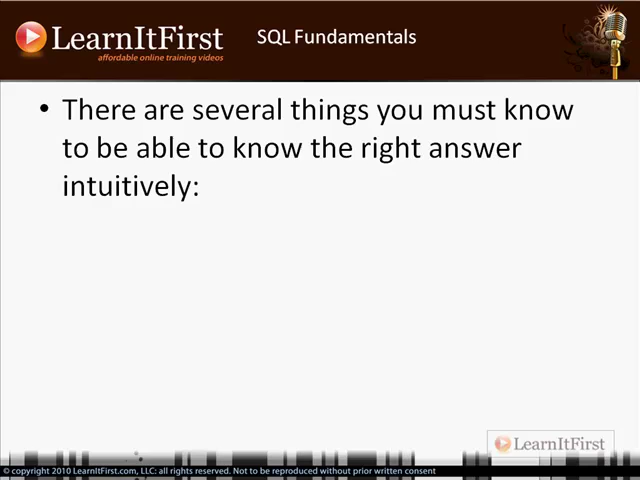 LearnItFirst
affordable online training videos
SQL Fundamentals
• There are several things you must know
to be able to know the right answer
intuitively:
LearnItFirst
© copyright 2010 LearnItFirst.com, LLC: all rights reserved. Not to be reproduced without prior written consent